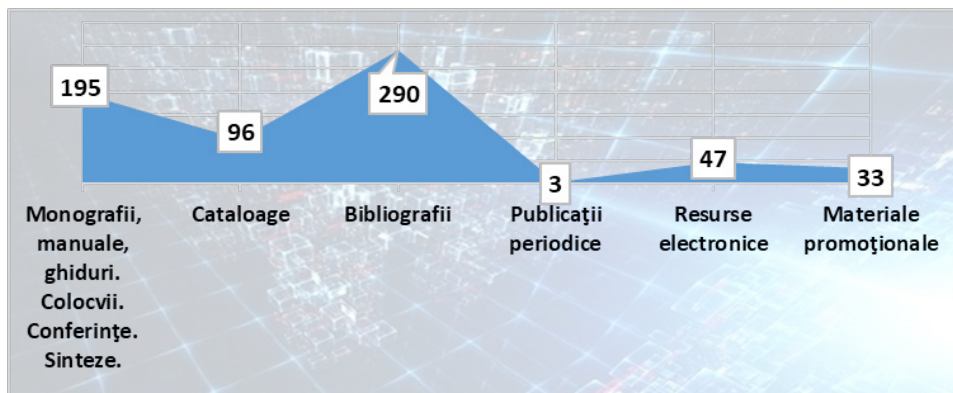 195
96
290
3
47
33
Monografii,
manuale,
ghiduri.
Colocvii.
Conferinţe.
Sinteze.
Cataloage
Bibliografii
Publicaţii
periodice
Resurse
electronice
Materiale
promoţionale